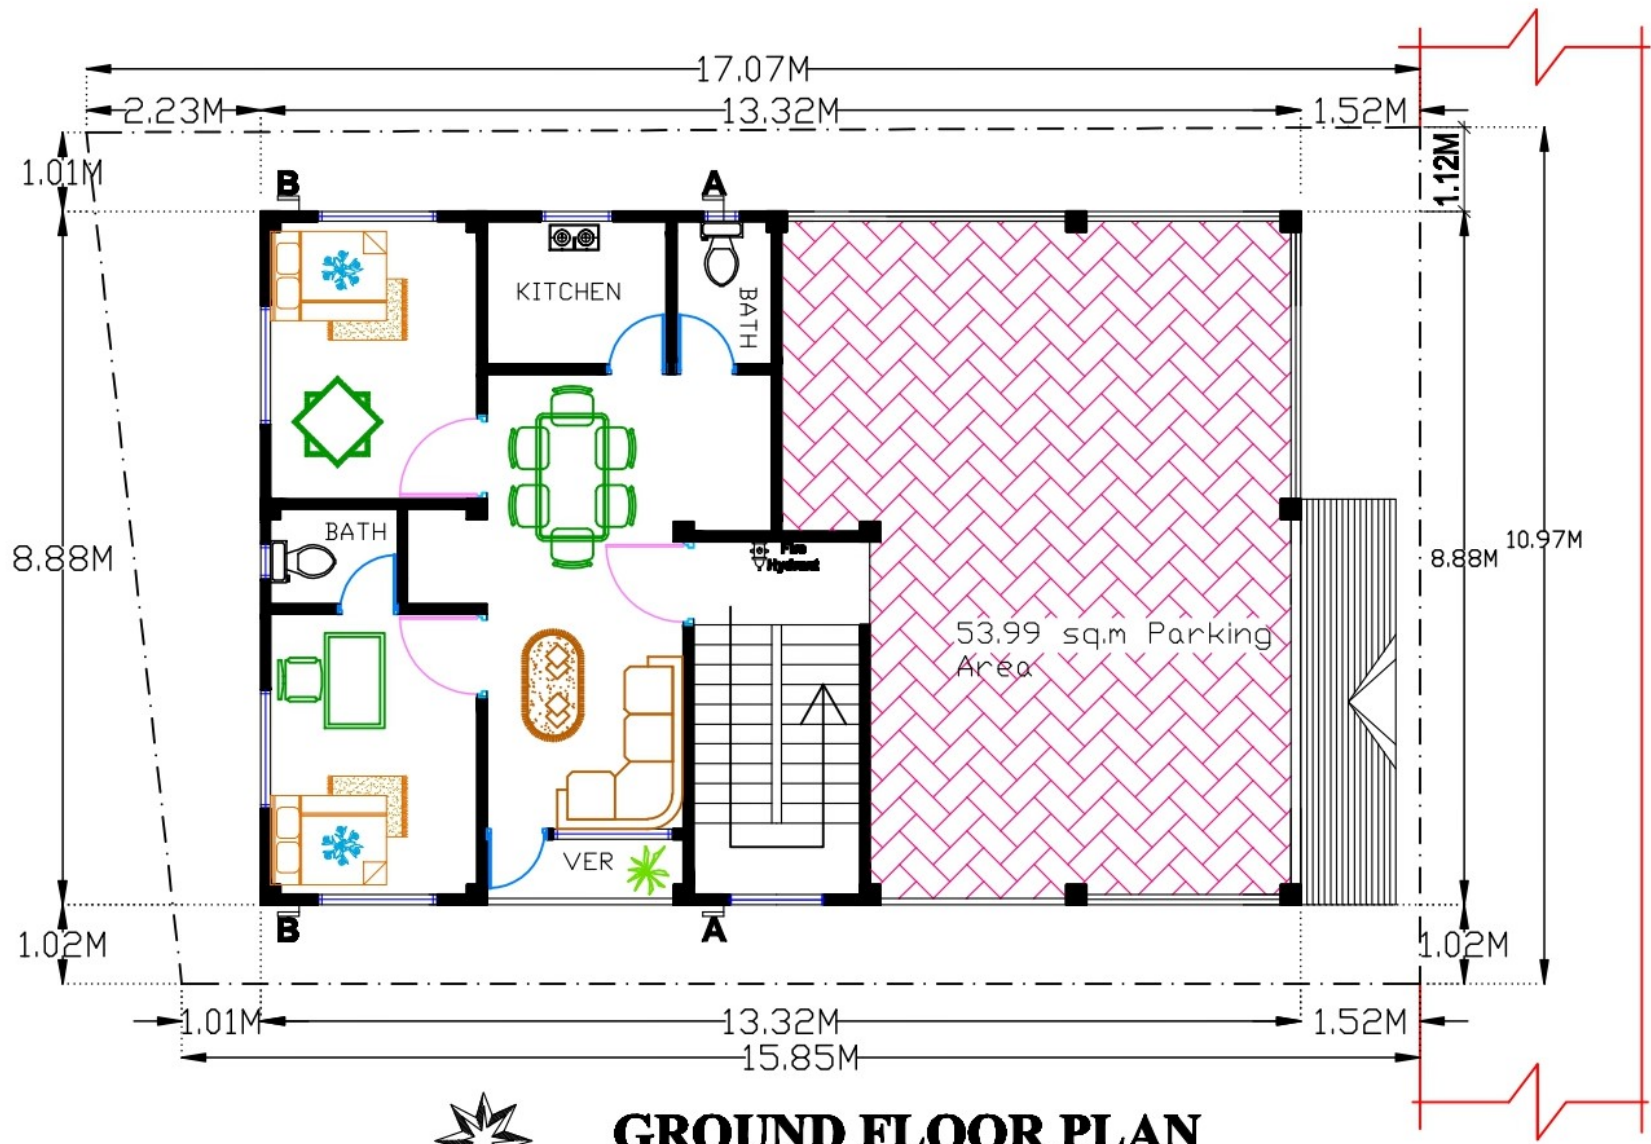 17.07M
2.23M
13.32M
1.52M
1.01M
1.12M
B
A
KITCHEN
BATH
BATH
Fire
Hydrant
8.88M
8.88M
10.97M
53.99 sq.m Parking
Area
VER
B
A
1.02M
1.02M
1.01M
13.32M
1.52M
15.85M
GROUND FLOOR PLAN